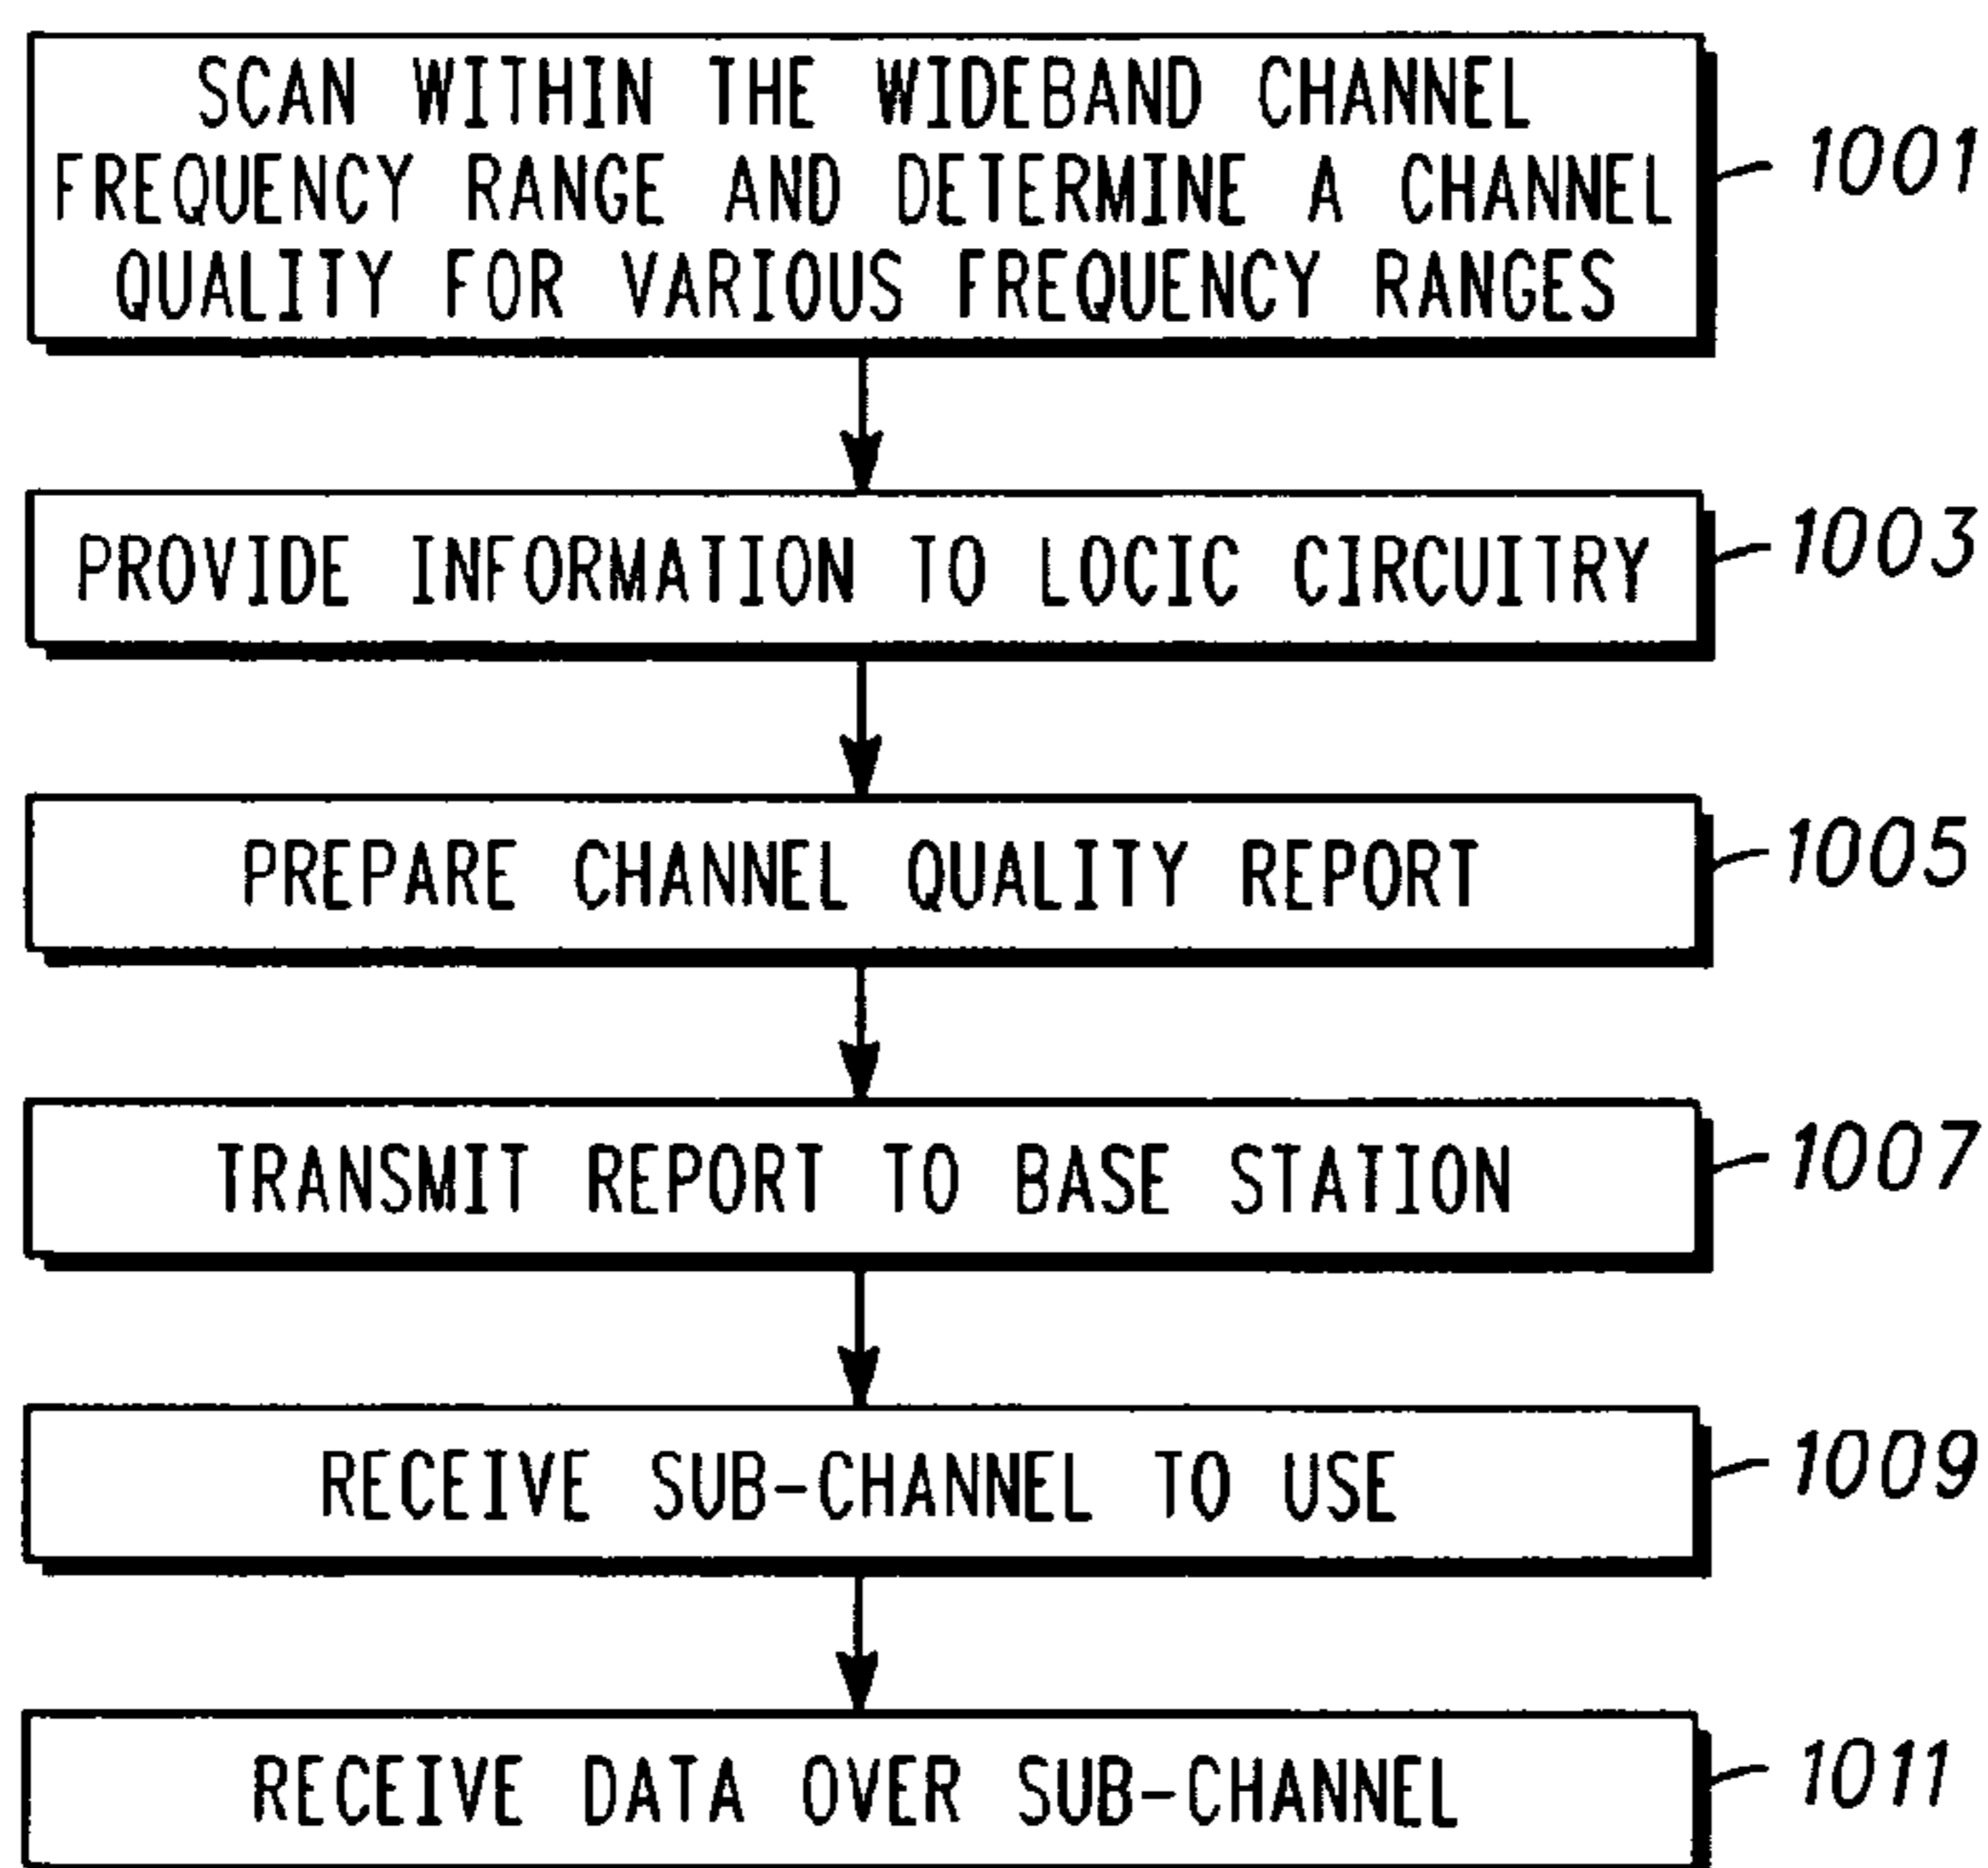 SCAN WITHIN THE WIDEBAND CHANNEL
FREQUENCY RANGE AND DETERMINE A CHANNEL
QUALITY FOR VARIOUS FREQUENCY RANGES
1001
PROVIDE INFORMATION TO LOCIC CIRCUITRY
1003
PREPARE CHANNEL QUALITY REPORT
1005
TRANSMIT REPORT TO BASE STATION
1007
RECEIVE SUB-CHANNEL TO USE
1009
RECEIVE DATA OVER SUB-CHANNEL
1011